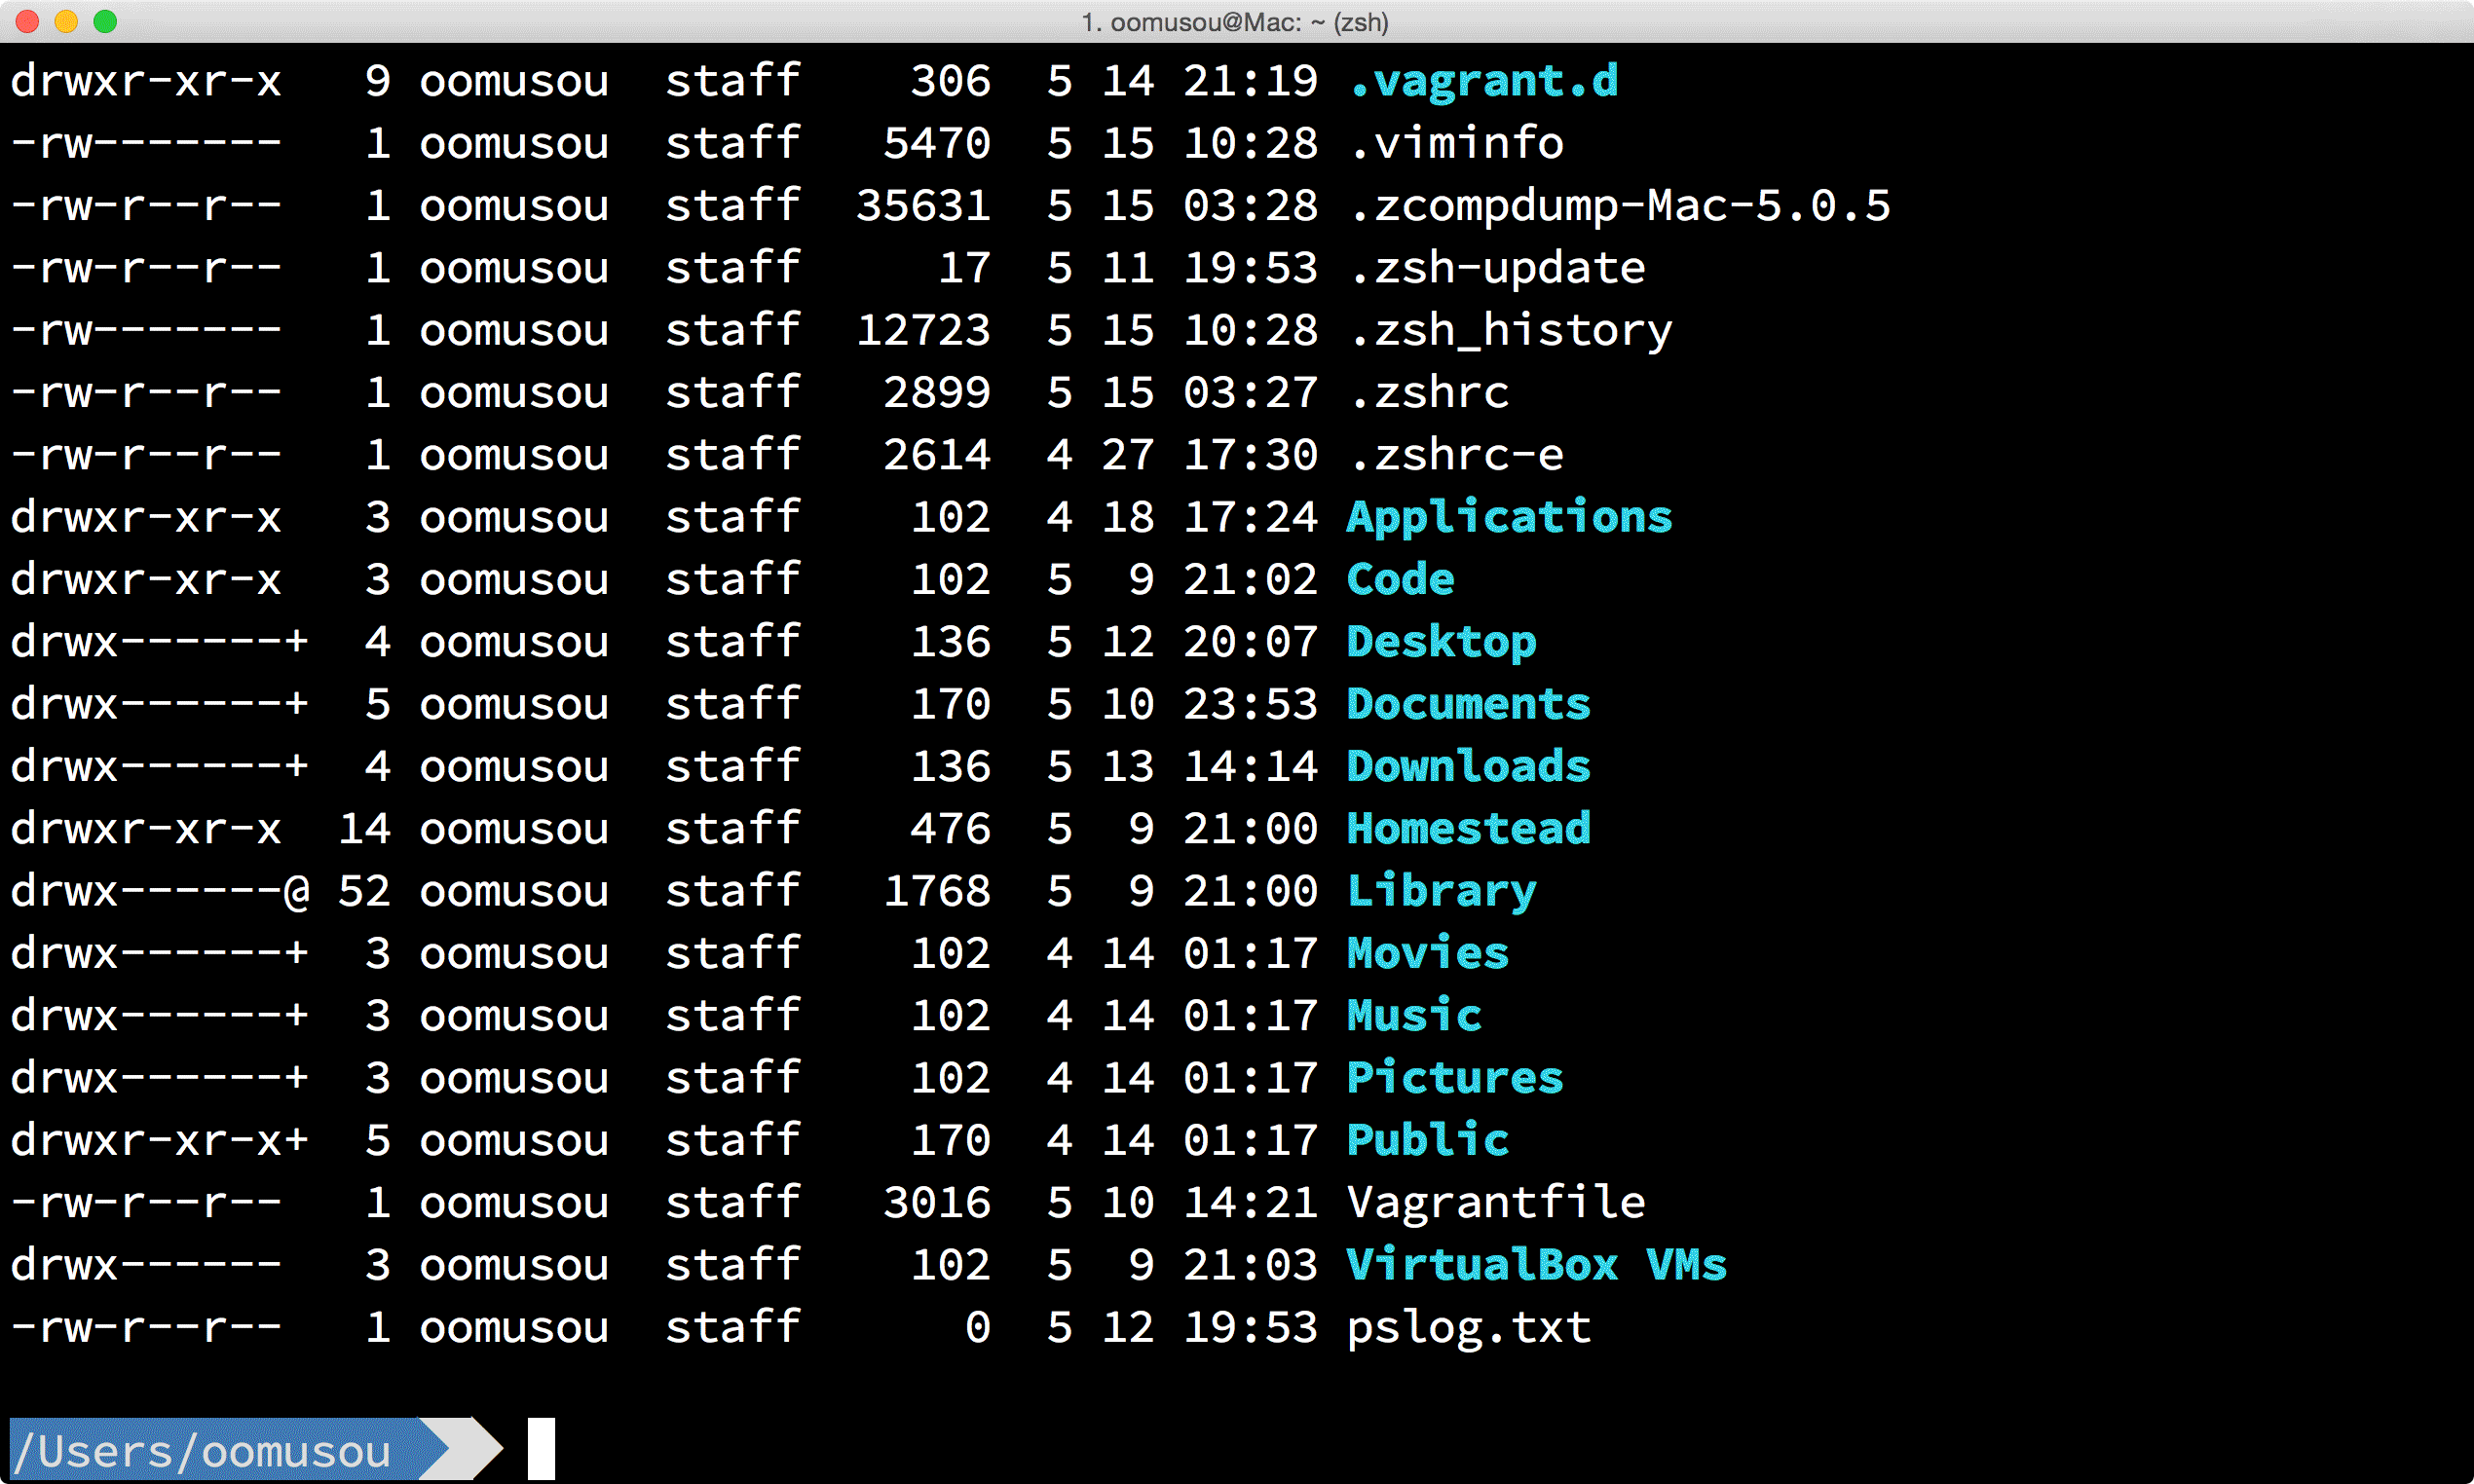 1. oomusou@Mac: ~ (zsh)
drwxr-xr-x   9 oomusou  staff    306  5 14 21:19 .vagrant.d
-rw-------   1 oomusou  staff   5470  5 15 10:28 .viminfo
-rw-r--r--   1 oomusou  staff  35631  5 15 03:28 .zcompdump-Mac-5.0.5
-rw-r--r--   1 oomusou  staff     17  5 11 19:53 .zsh-update
-rw-------   1 oomusou  staff  12723  5 15 10:28 .zsh_history
-rw-r--r--   1 oomusou  staff   2899  5 15 03:27 .zshrc
-rw-r--r--   1 oomusou  staff   2614  4 27 17:30 .zshrc-e
drwxr-xr-x   3 oomusou  staff    102  4 18 17:24 Applications
drwxr-xr-x   3 oomusou  staff    102  5  9 21:02 Code
drwx------+  4 oomusou  staff    136  5 12 20:07 Desktop
drwx------+  5 oomusou  staff    170  5 10 23:53 Documents
drwx------+  4 oomusou  staff    136  5 13 14:14 Downloads
drwxr-xr-x  14 oomusou  staff    476  5  9 21:00 Homestead
drwx------@ 52 oomusou  staff   1768  5  9 21:00 Library
drwx------+  3 oomusou  staff    102  4 14 01:17 Movies
drwx------+  3 oomusou  staff    102  4 14 01:17 Music
drwx------+  3 oomusou  staff    102  4 14 01:17 Pictures
drwxr-xr-x+  5 oomusou  staff    170  4 14 01:17 Public
-rw-r--r--   1 oomusou  staff   3016  5 10 14:21 Vagrantfile
drwx------   3 oomusou  staff    102  5  9 21:03 VirtualBox VMs
-rw-r--r--   1 oomusou  staff      0  5 12 19:53 pslog.txt
/Users/oomusou